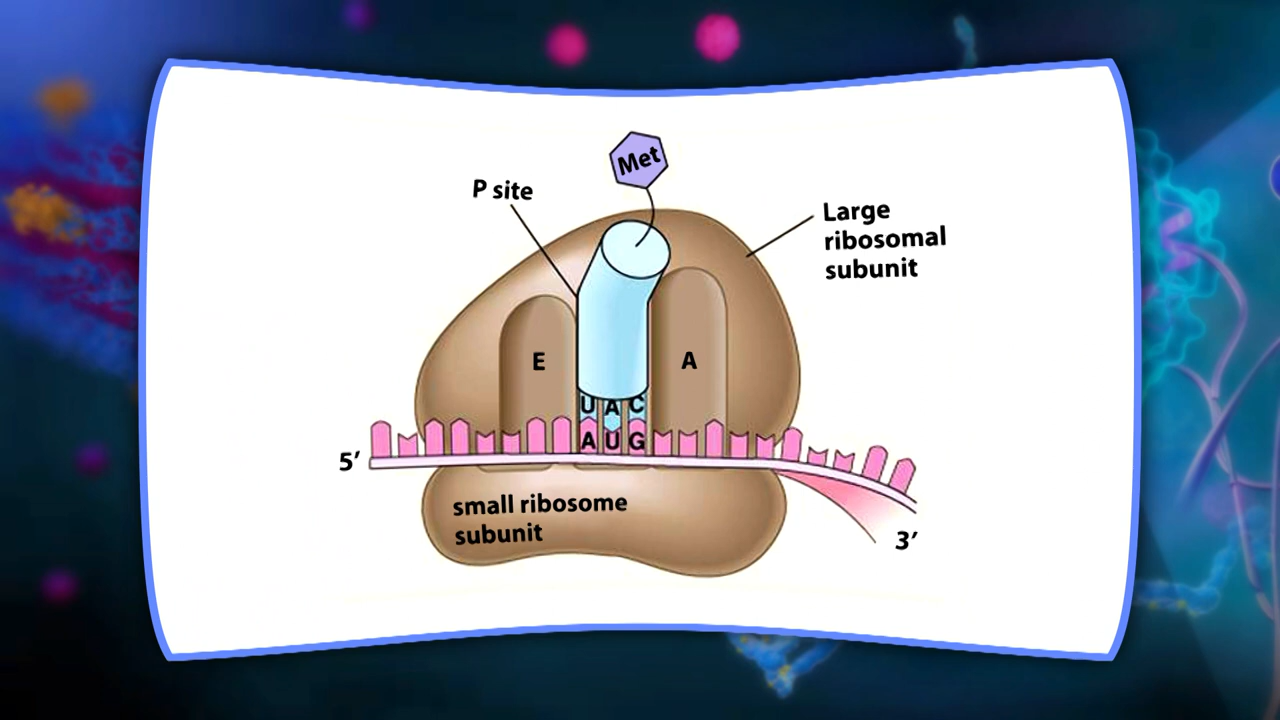 Met
P site
Large
ribosomal
subunit
E
A
UAC
AUG
5′
small ribosome
subunit
3′